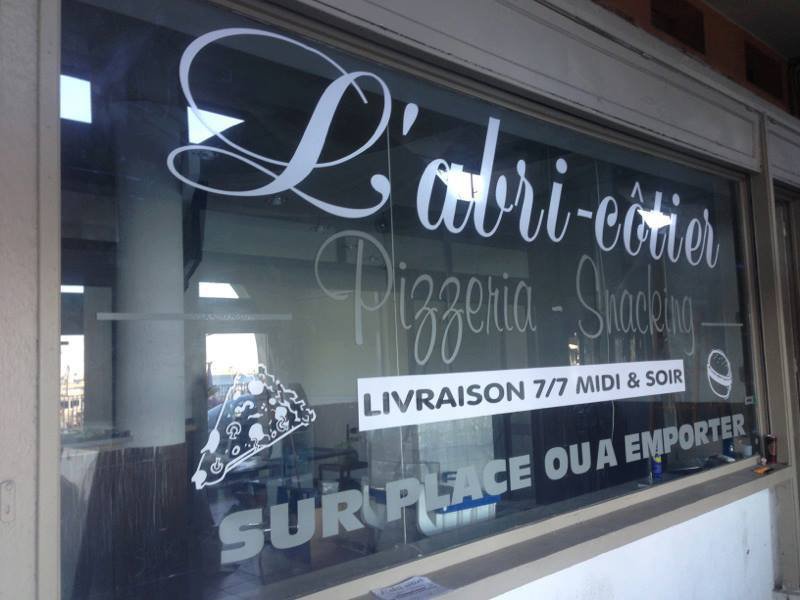 L'abri-côtier
Pizzeria - Snacking
LIVRAISON 7/7 MIDI & SOIR
SUR PLACE OU A EMPORTER